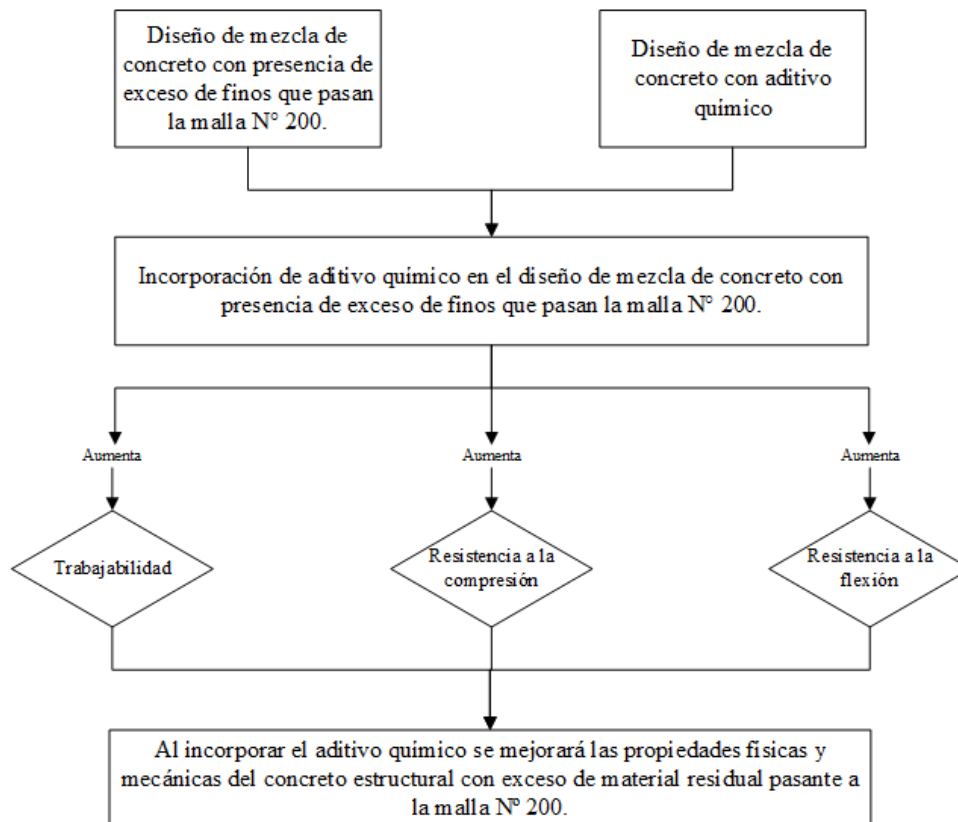 Diseño de mezcla de
concreto con presencia de
exceso de finos que pasan
la malla N° 200.
Diseño de mezcla de
concreto con aditivo
químico
Incorporación de aditivo químico en el diseño de mezcla de concreto con
presencia de exceso de finos que pasan la malla N° 200.
Aumenta
Aumenta
Aumenta
Trabajabilidad
Resistencia a la
compresión
Resistencia a la
flexión
Al incorporar el aditivo químico se mejorará las propiedades físicas y
mecánicas del concreto estructural con exceso de material residual pasante a
la malla Nº 200.